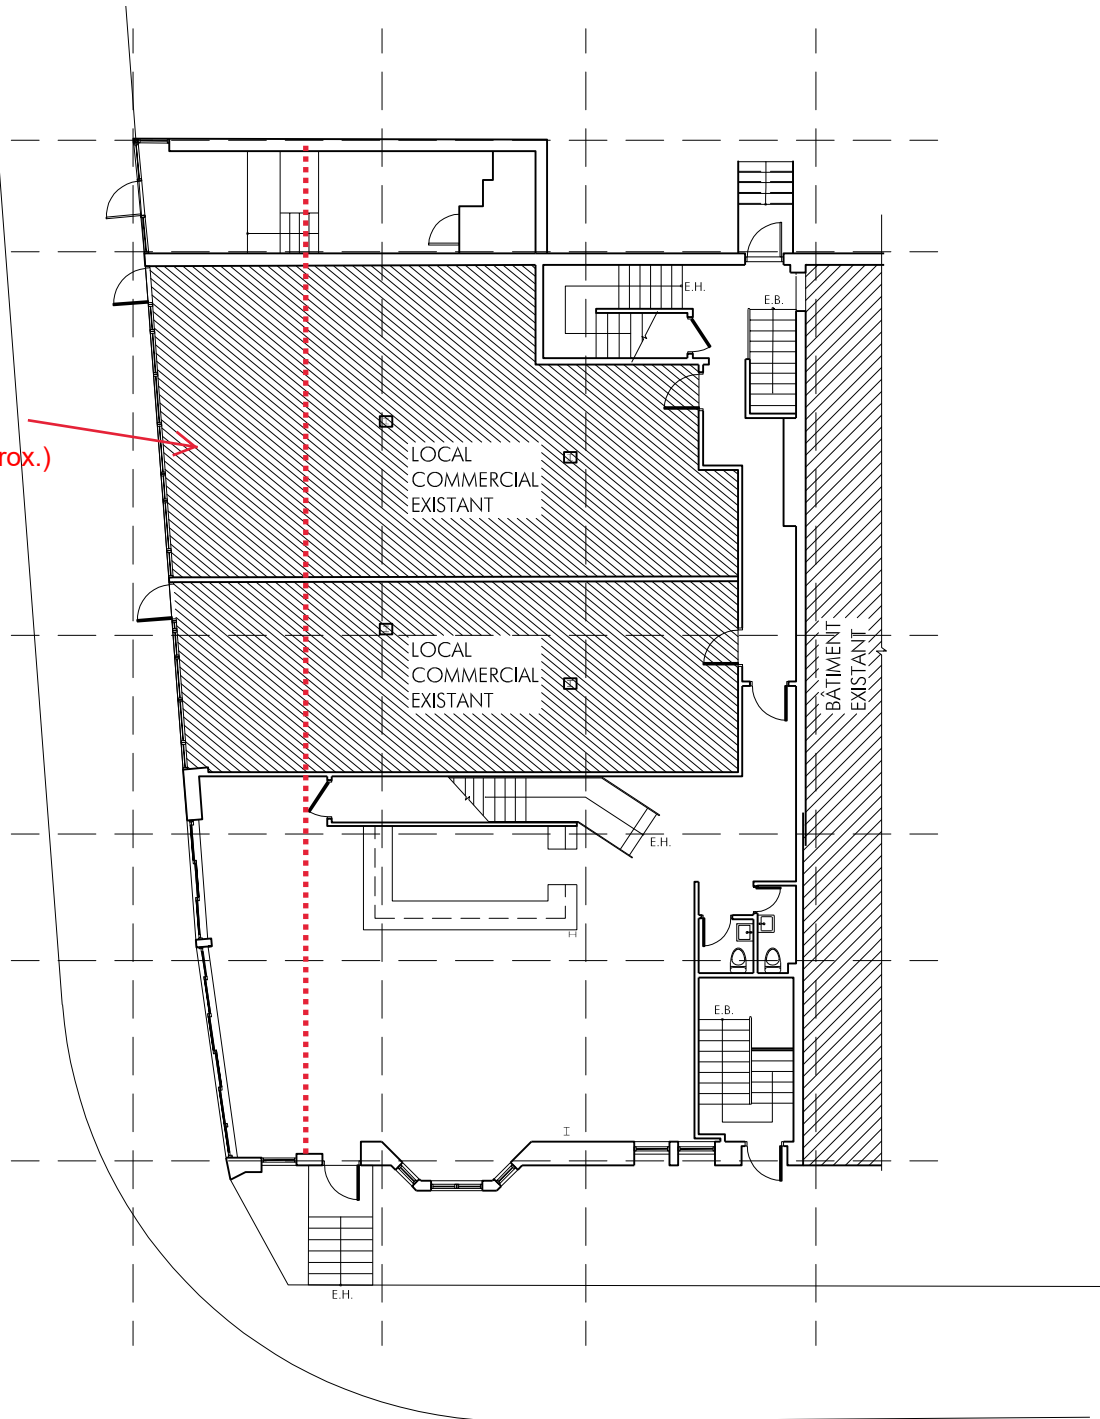 E.H.
E.B.
rox.)
LOCAL
COMMERCIAL
EXISTANT
LOCAL
COMMERCIAL
EXISTANT
BÂTIMENT
EXISTANT
E.H.
E.B.
E.H.